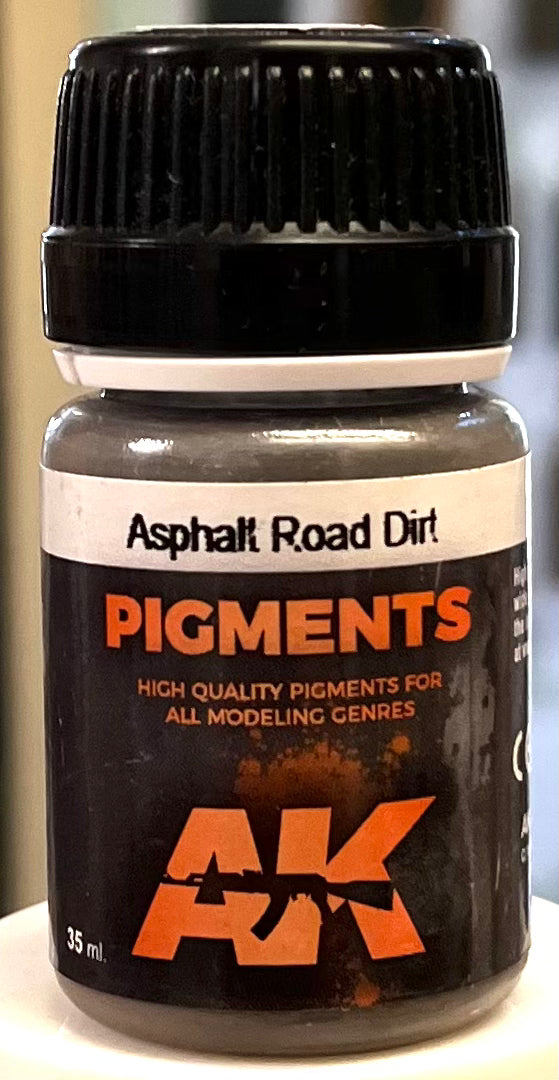 Asphalt Road Dirt
PIGMENTS
HIGH QUALITY PIGMENTS FOR
ALL MODELING GENRES
AK
35 ml.